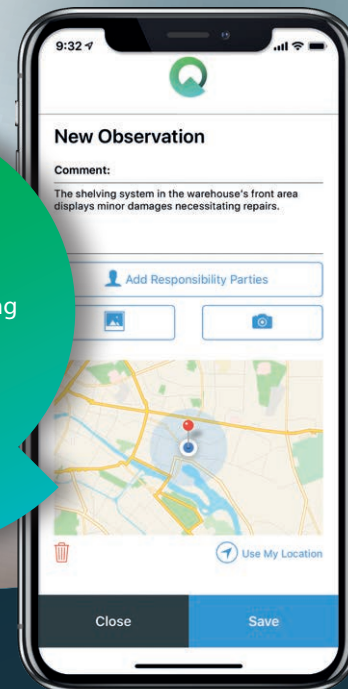 9:32
New Observation
Comment:
The shelving system in the warehouse's front area
displays minor damages necessitating repairs.
Add Responsibility Parties
Use My Location
Close
Save